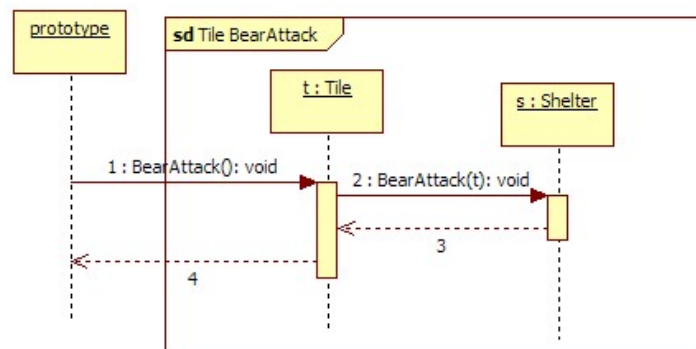 prototype
sd Tile BearAttack
t : Tile
s : Shelter
1 : BearAttack(): void
2 : BearAttack(t): void
3
4